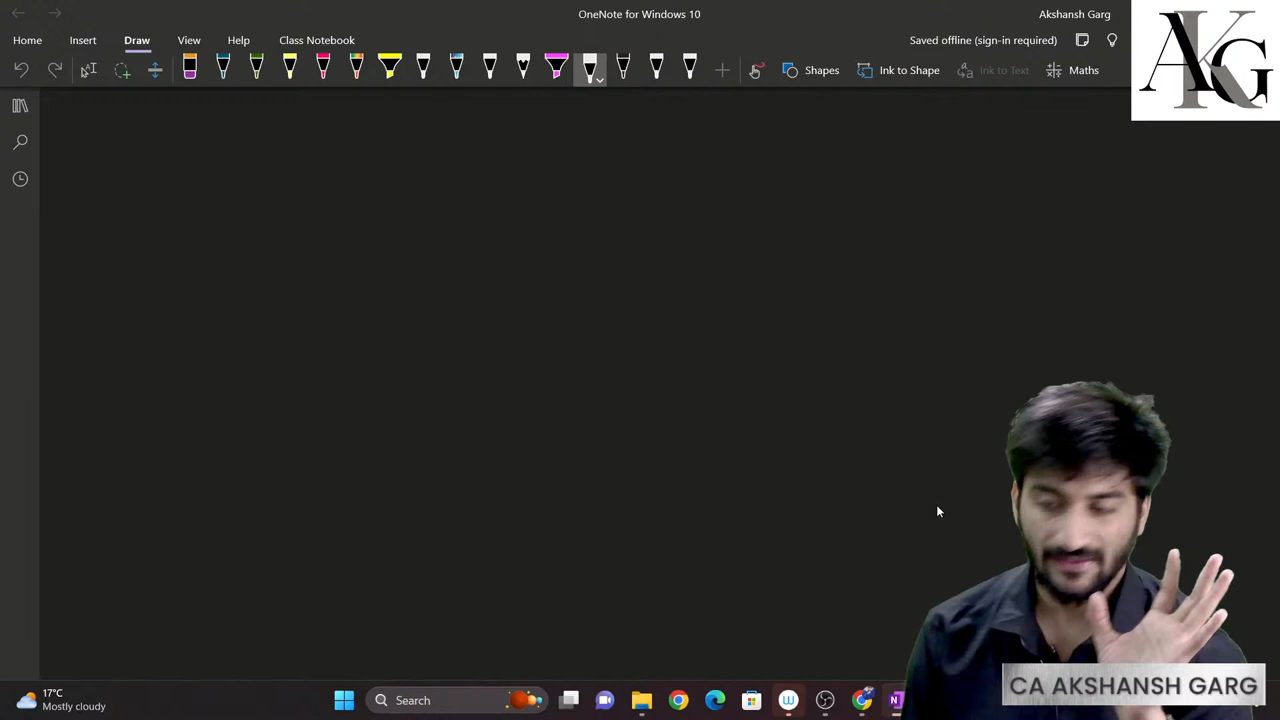 OneNote for Windows 10
Akshansh Garg
Home Insert Draw View Help Class Notebook
Saved offline (sign-in required)
Shapes Ink to Shape Ink to Text Maths
AKG
CA AKSHANSH GARG
17°C
Mostly cloudy
Search